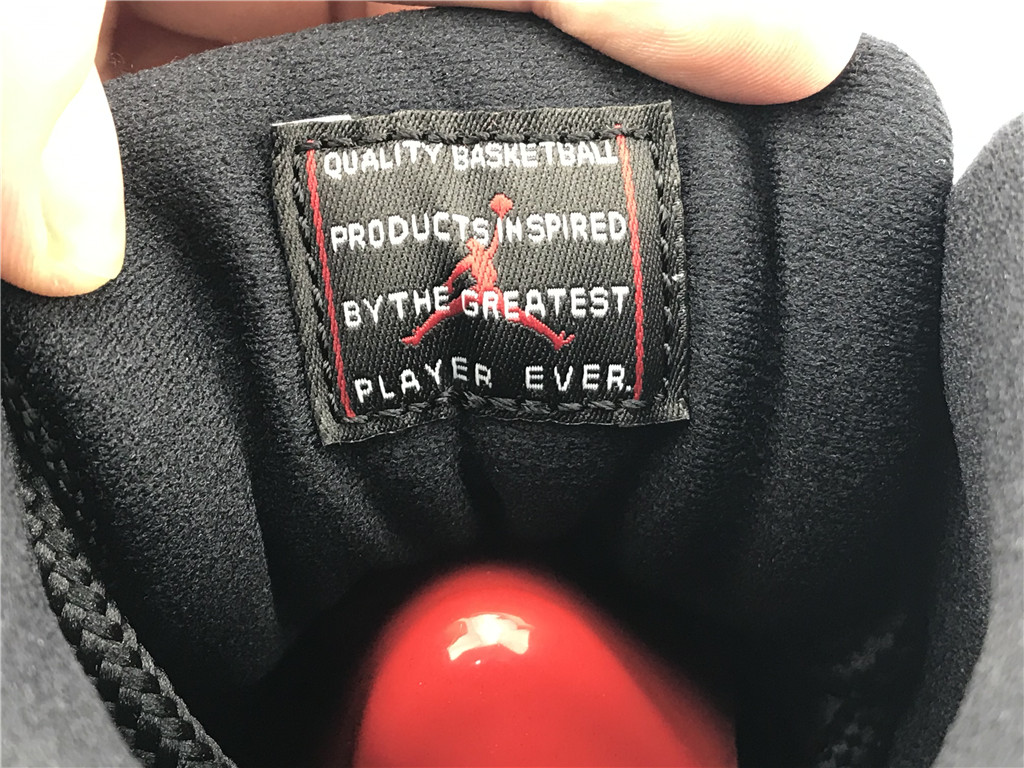 QUALITY BASKETBALL
PRODUCTS INSPIRED
BY THE GREATEST
PLAYER EVER.